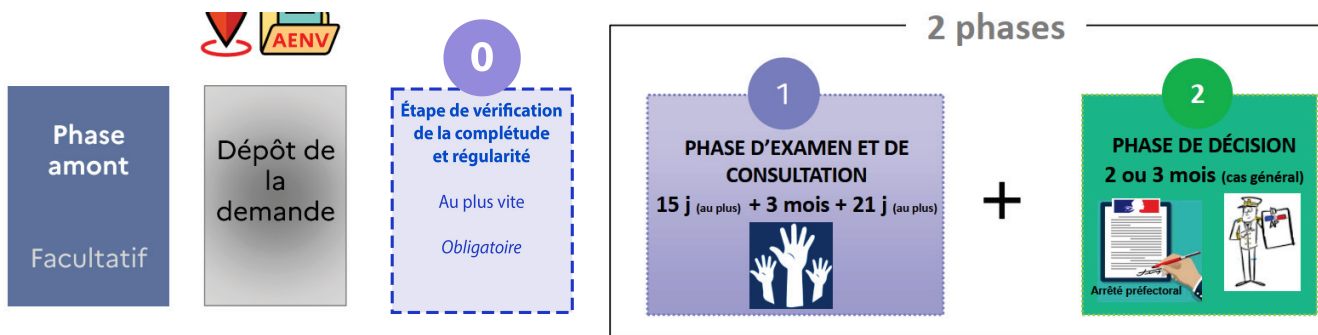 AENV
2 phases
0
1
2
Phase
amont
Facultatif
Dépôt de
la
demande
Étape de vérification
de la complétude
et régularité
Au plus vite
Obligatoire
PHASE D'EXAMEN ET DE
CONSULTATION
15 j (au plus) + 3 mois + 21 j (au plus)
+
PHASE DE DÉCISION
2 ou 3 mois (cas général)
Arrêté préfectoral